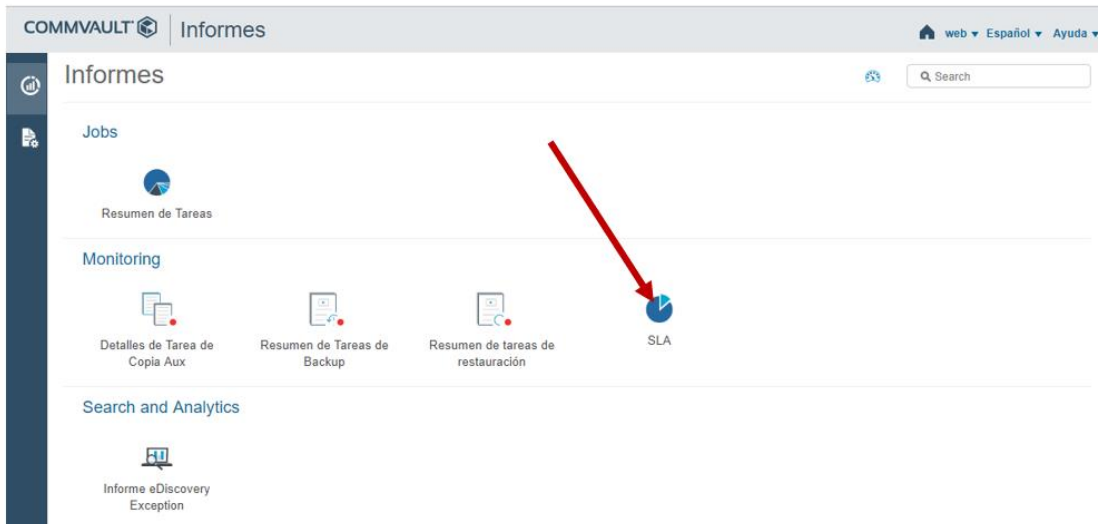 COMMVAULT Informes
web Español Ayuda
Informes
Search
Jobs
Resumen de Tareas
Monitoring
Detalles de Tarea de
Copia Aux
Resumen de Tareas de
Backup
Resumen de tareas de
restauración
SLA
Search and Analytics
Informe eDiscovery
Exception